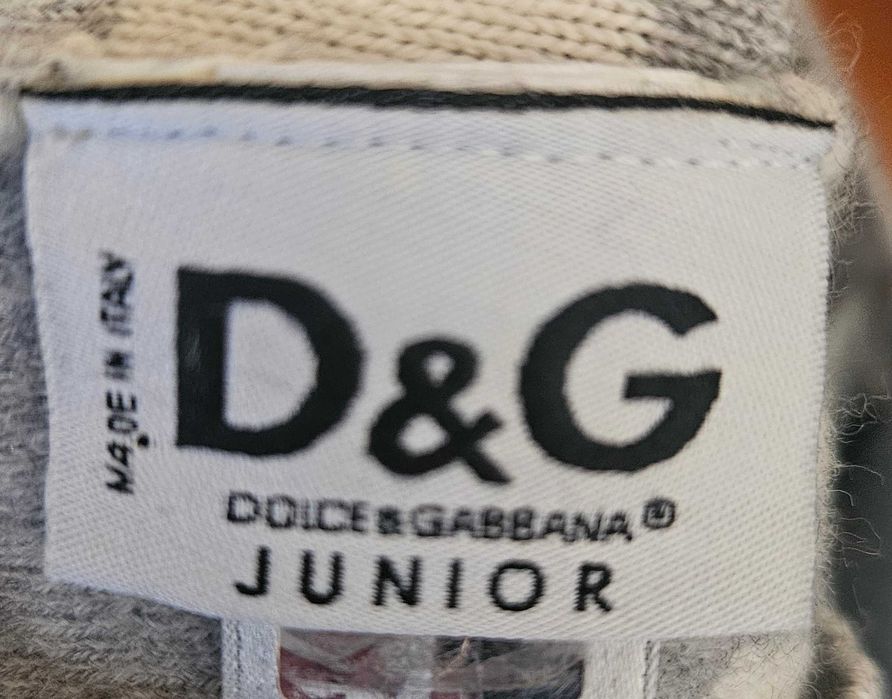 MADE IN ITALY
D&G
DOLCE & GABBANA®
JUNIOR